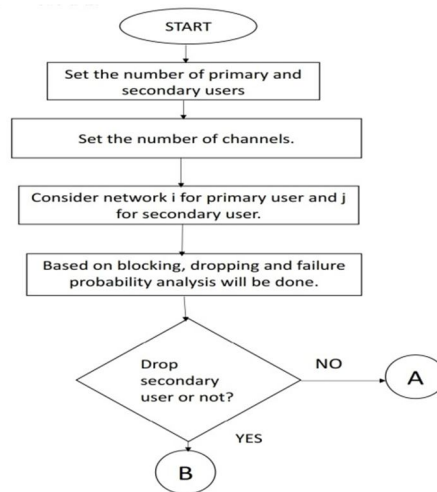 START
Set the number of primary and
secondary users
Set the number of channels.
Consider network i for primary user and j
for secondary user.
Based on blocking, dropping and failure
probability analysis will be done.
Drop
secondary
user or not?
NO
A
YES
B